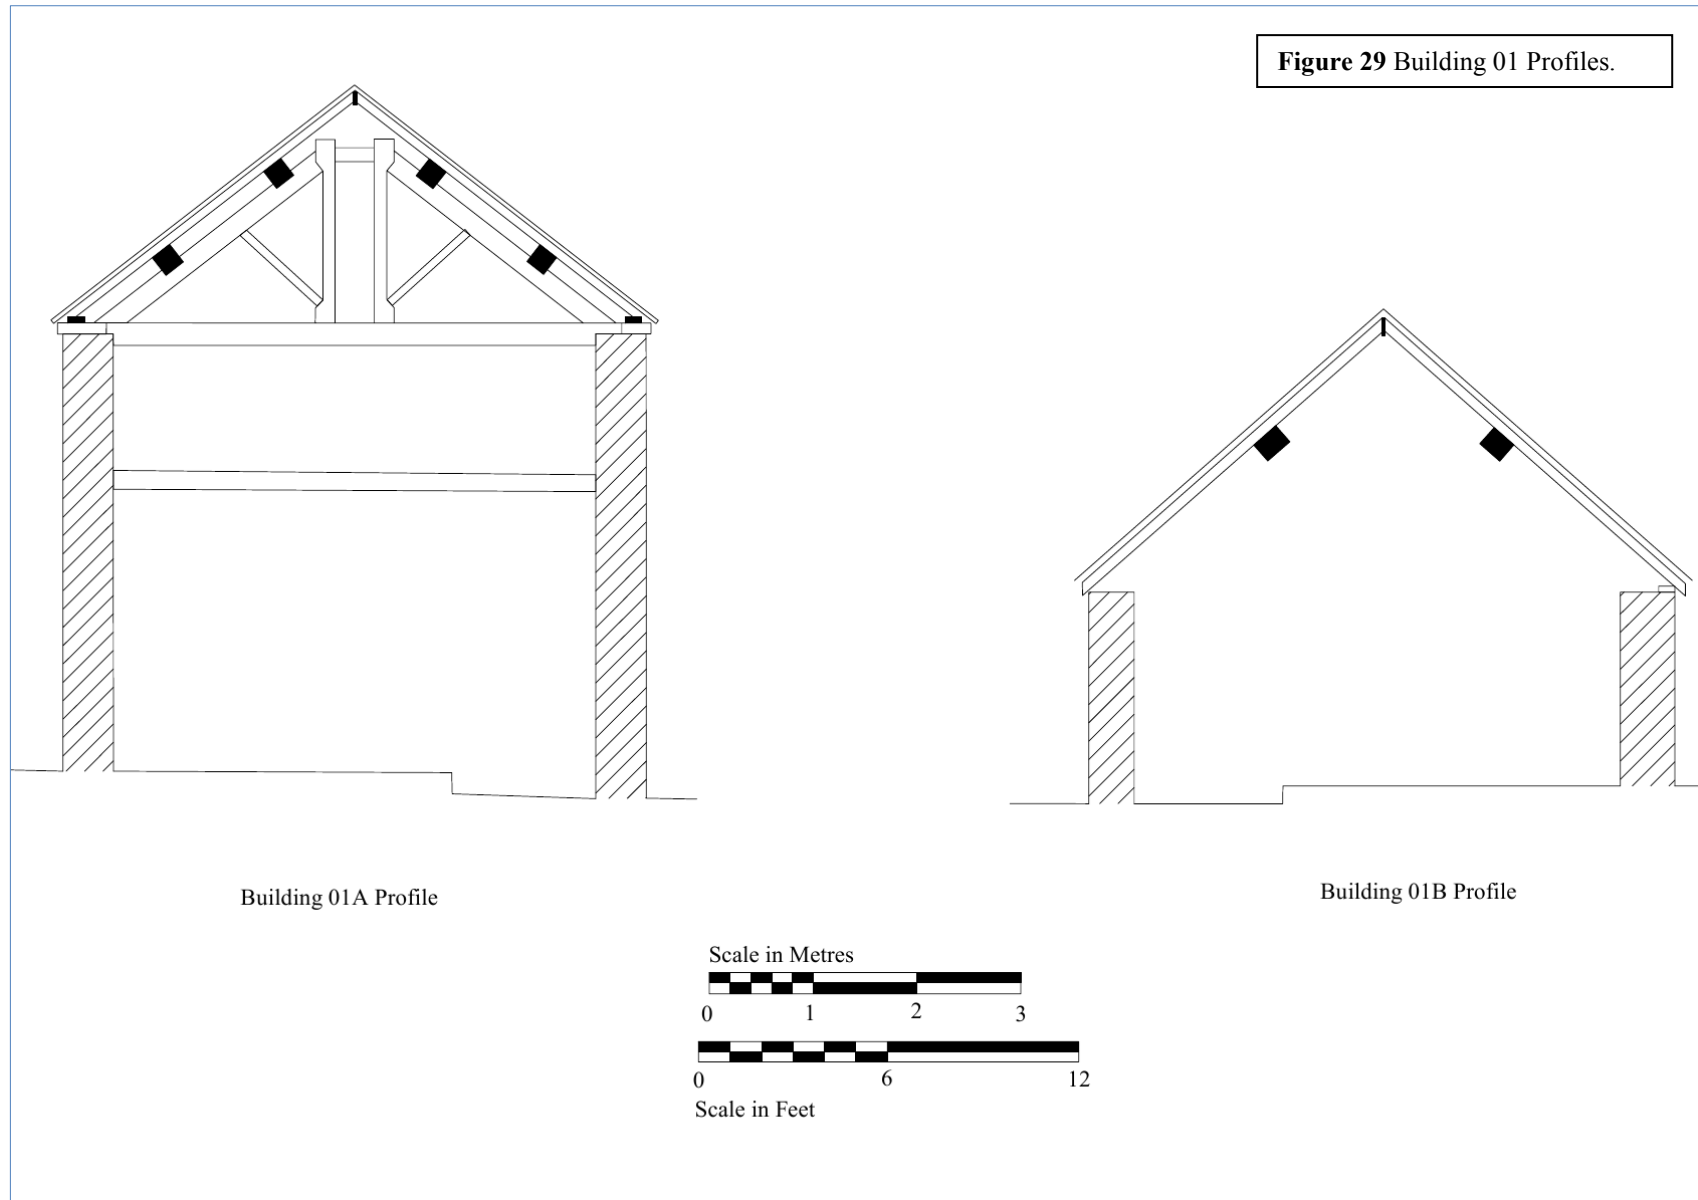 Figure 29 Building 01 Profiles.
Building 01A Profile
Building 01B Profile
Scale in Metres
0 1 2 3
0 6 12
Scale in Feet